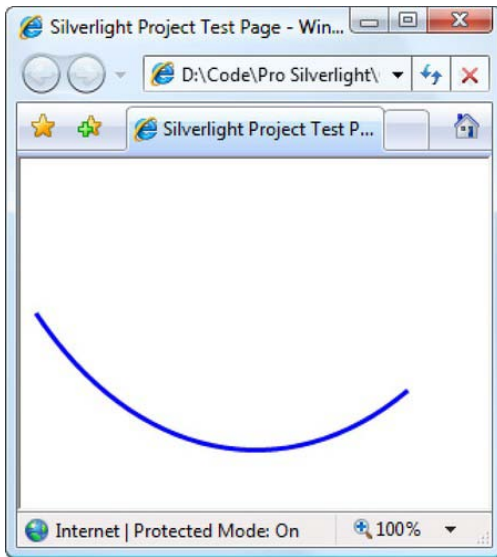 Silverlight Project Test Page - Win...
D:\Code\Pro Silverlight\
Silverlight Project Test P...
Internet | Protected Mode: On
100%